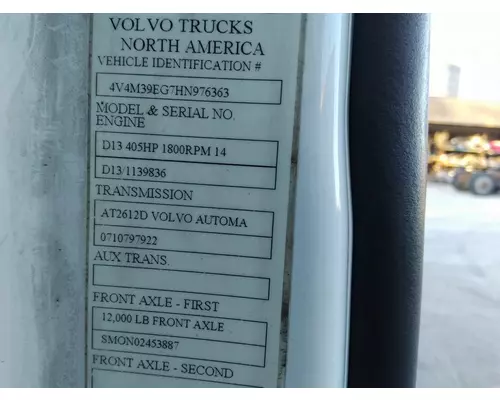 VOLVO TRUCKS
NORTH AMERICA
VEHICLE IDENTIFICATION #
4V4M39EG7HN976363
MODEL & SERIAL NO.
ENGINE
D13 405HP 1800RPM 14
D13/1139836
TRANSMISSION
AT2612D VOLVO AUTOMA
0710797922
AUX TRANS.
FRONT AXLE - FIRST
12,000 LB FRONT AXLE
SMON02453887
FRONT AXLE - SECOND